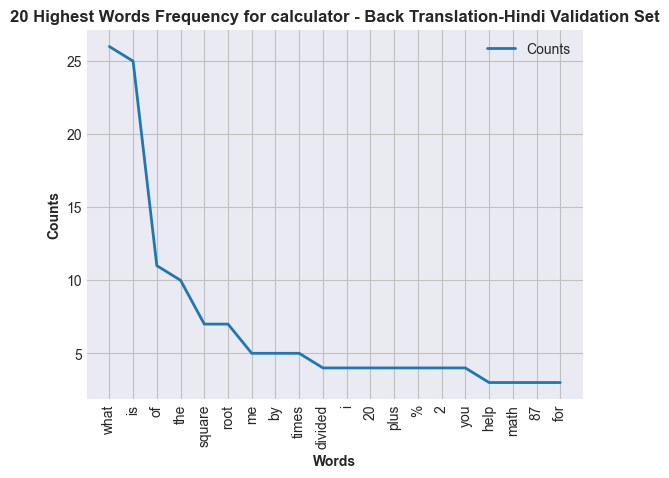 20 Highest Words Frequency for calculator - Back Translation-Hindi Validation Set
Counts
25
20
15
10
5
Counts
what
is
of
the
square
root
me
by
times
divided
i
20
plus
%
2
you
help
math
87
for
Words